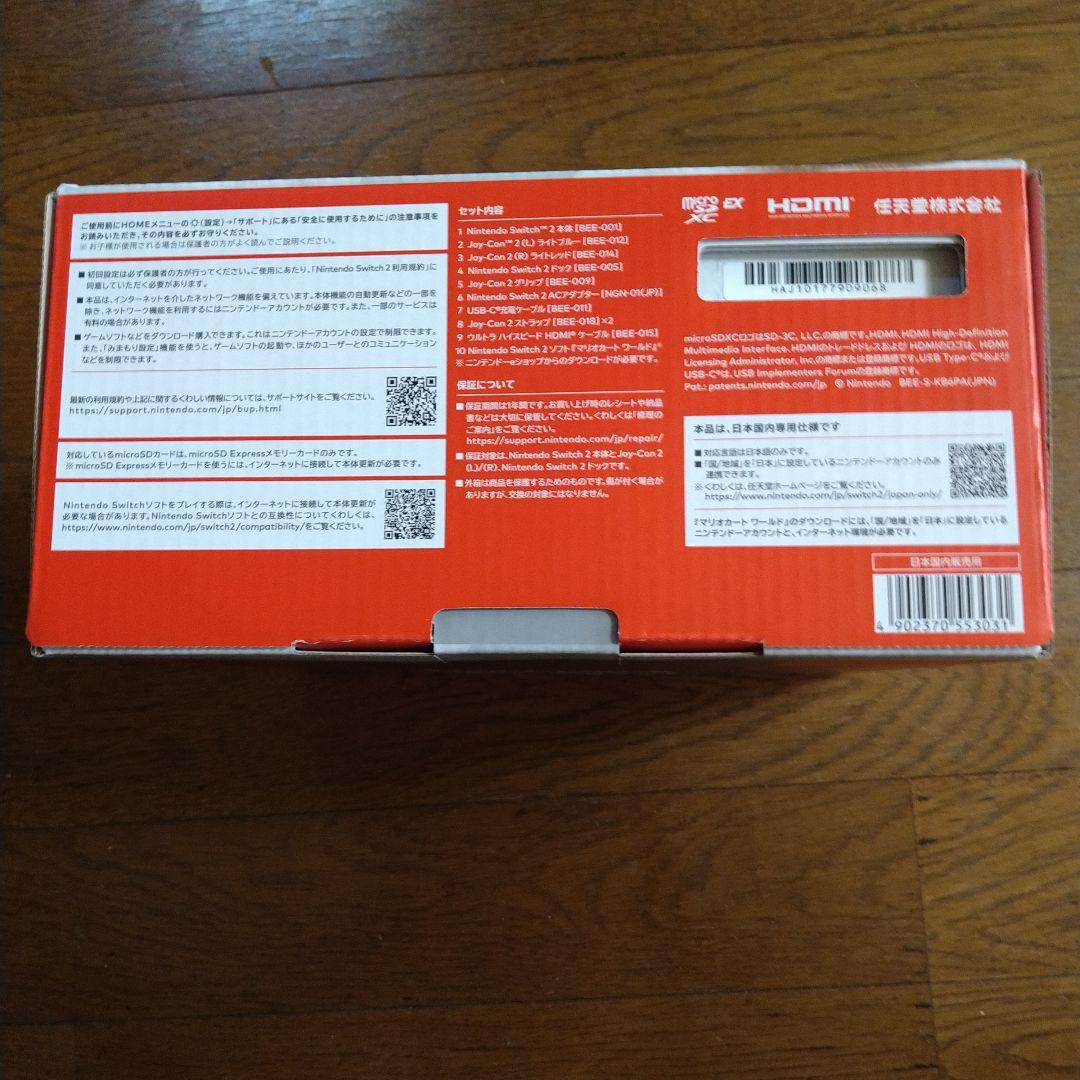 ご使用前にHOMEメニューの(設定)→「サポート」にある「安全に使用するために」の注意事項を
お読みいただき、その内容を必ずお守りください。
※お子様が使用される場合は保護者の方がよく読んでご説明ください。
■ 初回設定は必ず保護者の方が行ってください。ご使用にあたり、「Nintendo Switch 2 利用規約」に
同意していただく必要があります。
■ 本品は、インターネットを介したネットワーク機能を備えています。本体機能の自動更新などの一部を
除き、ネットワーク機能を利用するにはニンテンドーアカウントが必要です。また、一部のサービスは
有料の場合があります。
■ ゲームソフトなどをダウンロード購入できます。これはニンテンドーアカウントの設定で制限できます。
また、「みまもり設定」機能を使うと、ゲームソフトの起動や、ほかのユーザーとのコミュニケーション
などを制限できます。
最新の利用規約や上記に関するくわしい情報については、サポートサイトをご覧ください。
https://support.nintendo.com/jp/bup.html
対応しているmicroSDカードは、microSD Expressメモリーカードのみです。
※microSD Expressメモリーカードを使うには、インターネットに接続して本体更新が必要です。
Nintendo Switchソフトをプレイする際は、インターネットに接続して本体更新が
必要な場合があります。Nintendo Switchソフトとの互換性についてくわしくは、
https://www.nintendo.com/jp/switch2/compatibility/をご覧ください。
セット内容
1 Nintendo Switch™ 2 本体 [BEE-001]
2 Joy-Con™ 2 (L) ライトブルー [BEE-012]
3 Joy-Con 2 (R) ライトレッド [BEE-014]
4 Nintendo Switch 2 ドック [BEE-005]
5 Joy-Con 2 グリップ [BEE-009]
6 Nintendo Switch 2 ACアダプター [NGN-01(JP)]
7 USB-C®充電ケーブル [BEE-011]
8 Joy-Con 2 ストラップ [BEE-018]×2
9 ウルトラ ハイスピード HDMI® ケーブル [BEE-015]
10 Nintendo Switch 2 ソフト『マリオカート ワールド』※
※ ニンテンドーeショップからのダウンロードが必要です。
保証について
■ 保証期間は1年間です。お買い上げ時のレシートや納品
書などは大切に保管してください。くわしくは「修理の
ご案内」をご覧ください。
https://support.nintendo.com/jp/repair/
■ 保証対象は、Nintendo Switch 2 本体とJoy-Con 2
(L)/(R)、Nintendo Switch 2 ドックです。
■ 外箱は商品を保護するためのものです。傷が付く場合が
ありますが、交換の対象にはなりません。
micro SD XC EX HDMI 任天堂株式会社
HAJ10177909068
microSDXCロゴはSD-3C, LLC.の商標です。HDMI、HDMI High-Definition
Multimedia Interface、HDMIのトレードドレスおよび HDMIのロゴは、HDMI
Licensing Administrator, Inc.の商標または登録商標です。USB Type-C®および
USB-C®は、USB Implementers Forumの登録商標です。
Pat.: patents.nintendo.com/jp © Nintendo BEE-S-KB6PA(JPN)
本品は、日本国内専用仕様です
■ 対応言語は日本語のみです。
■ 「国/地域」を「日本」に設定しているニンテンドーアカウントのみ
連携できます。
※くわしくは、任天堂ホームページをご覧ください。
https://www.nintendo.com/jp/switch2/japan-only/
『マリオカート ワールド』のダウンロードには、「国/地域」を「日本」に設定している
ニンテンドーアカウントと、インターネット環境が必要です。
日本国内販売用
4 902370 553031